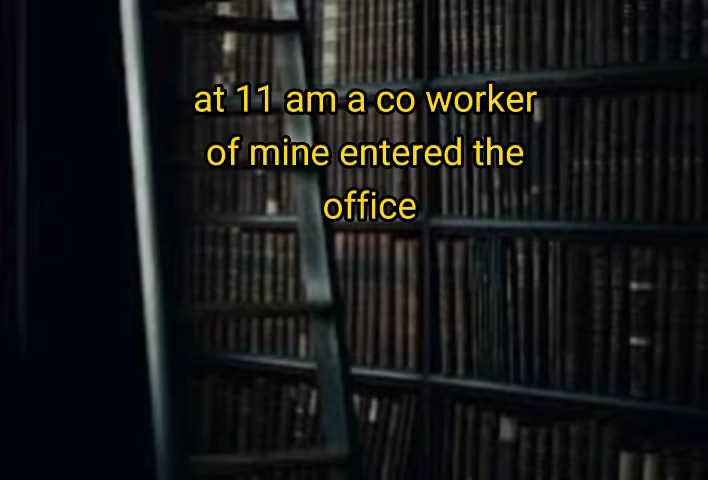 at 11 am a co worker
of mine entered the
office